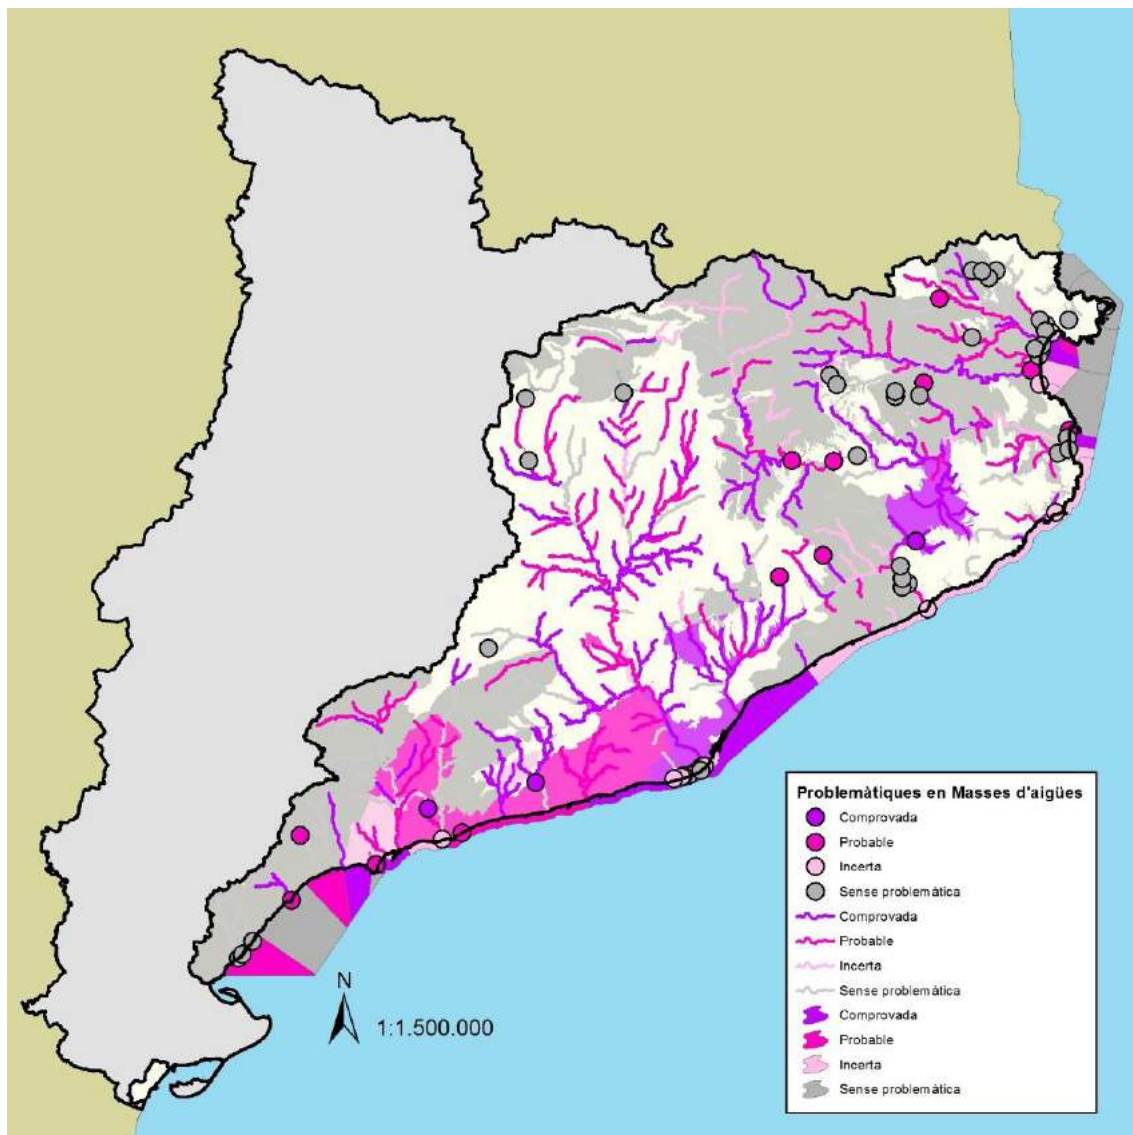 Problemàtiques en Masses d'aigües
Comprovada
Probable
Incerta
Sense problemàtica
Comprovada
Probable
Incerta
Sense problemàtica
Comprovada
Probable
Incerta
Sense problemàtica
N
1:1.500.000